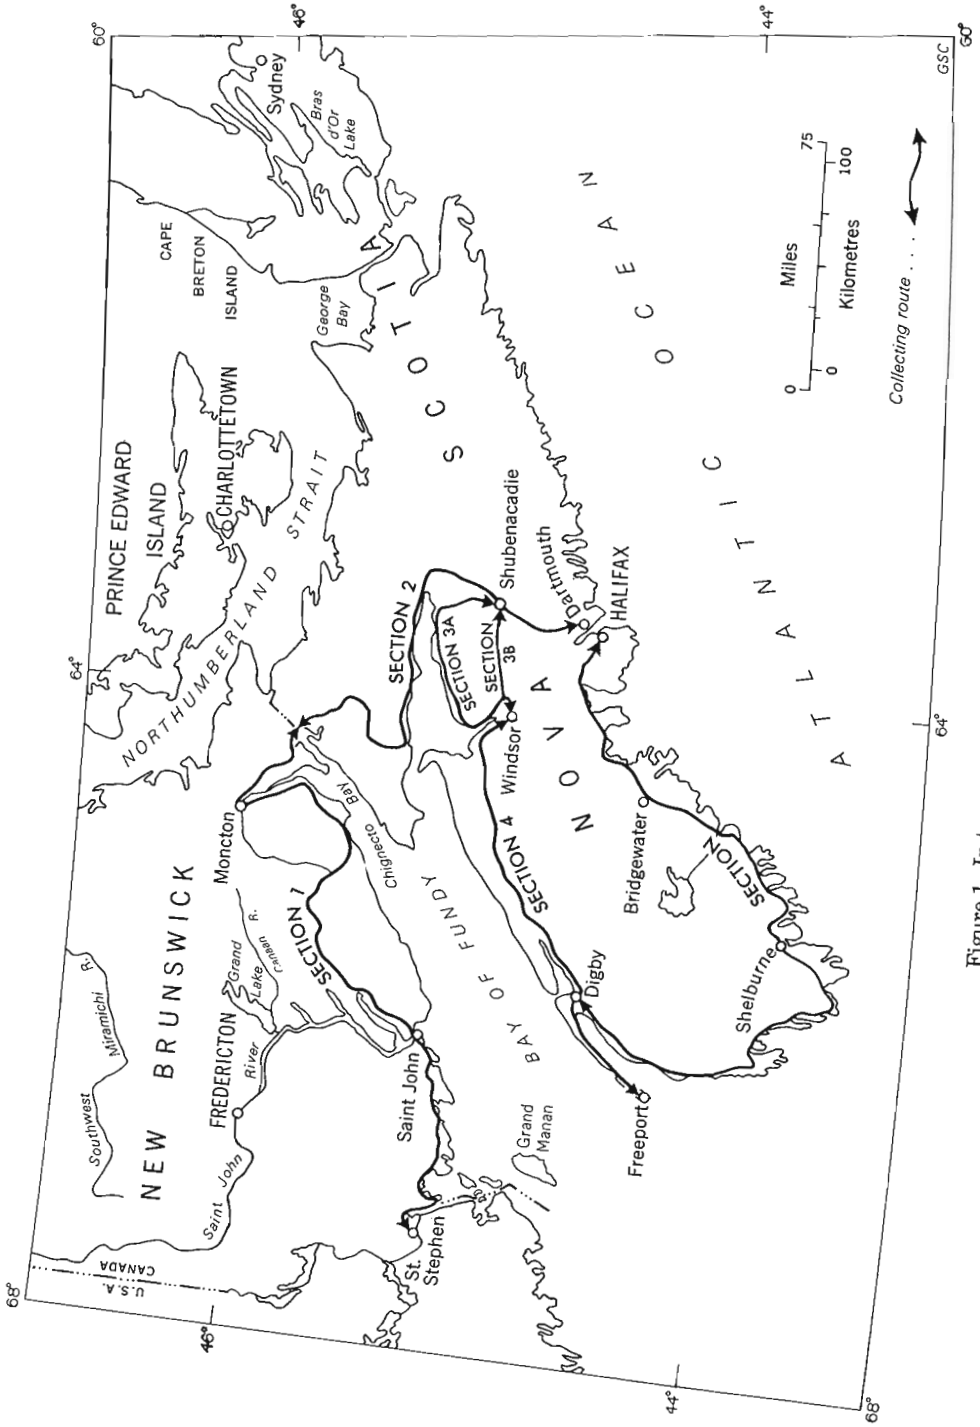 60°
46°
44°
60°
GSC
Sydney
Bras
d'Or
Lake
CAPE
BRETON
ISLAND
George
Bay
PRINCE EDWARD
ISLAND
CHARLOTTETOWN
NORTHUMBERLAND STRAIT
64°
NOVA SCOTIA
ATLANTIC OCEAN
Miles
0 75
0 100
Kilometres
Collecting route . . . .
Shubenacadie
Dartmouth
HALIFAX
SECTION 2
SECTION 3A
SECTION
3B
Windsor
Moncton
Chignecto Bay
NEW BRUNSWICK
Southwest Miramichi R.
Grand
Lake
Canaan R.
FREDERICTON
Saint John River
SECTION 1
Saint John
BAY OF FUNDY
SECTION 4
Digby
Bridgewater
SECTION
Shelburne
Freeport
Grand
Manan
St.
Stephen
CANADA
U.S.A.
68°
46°
44°
68°
64°